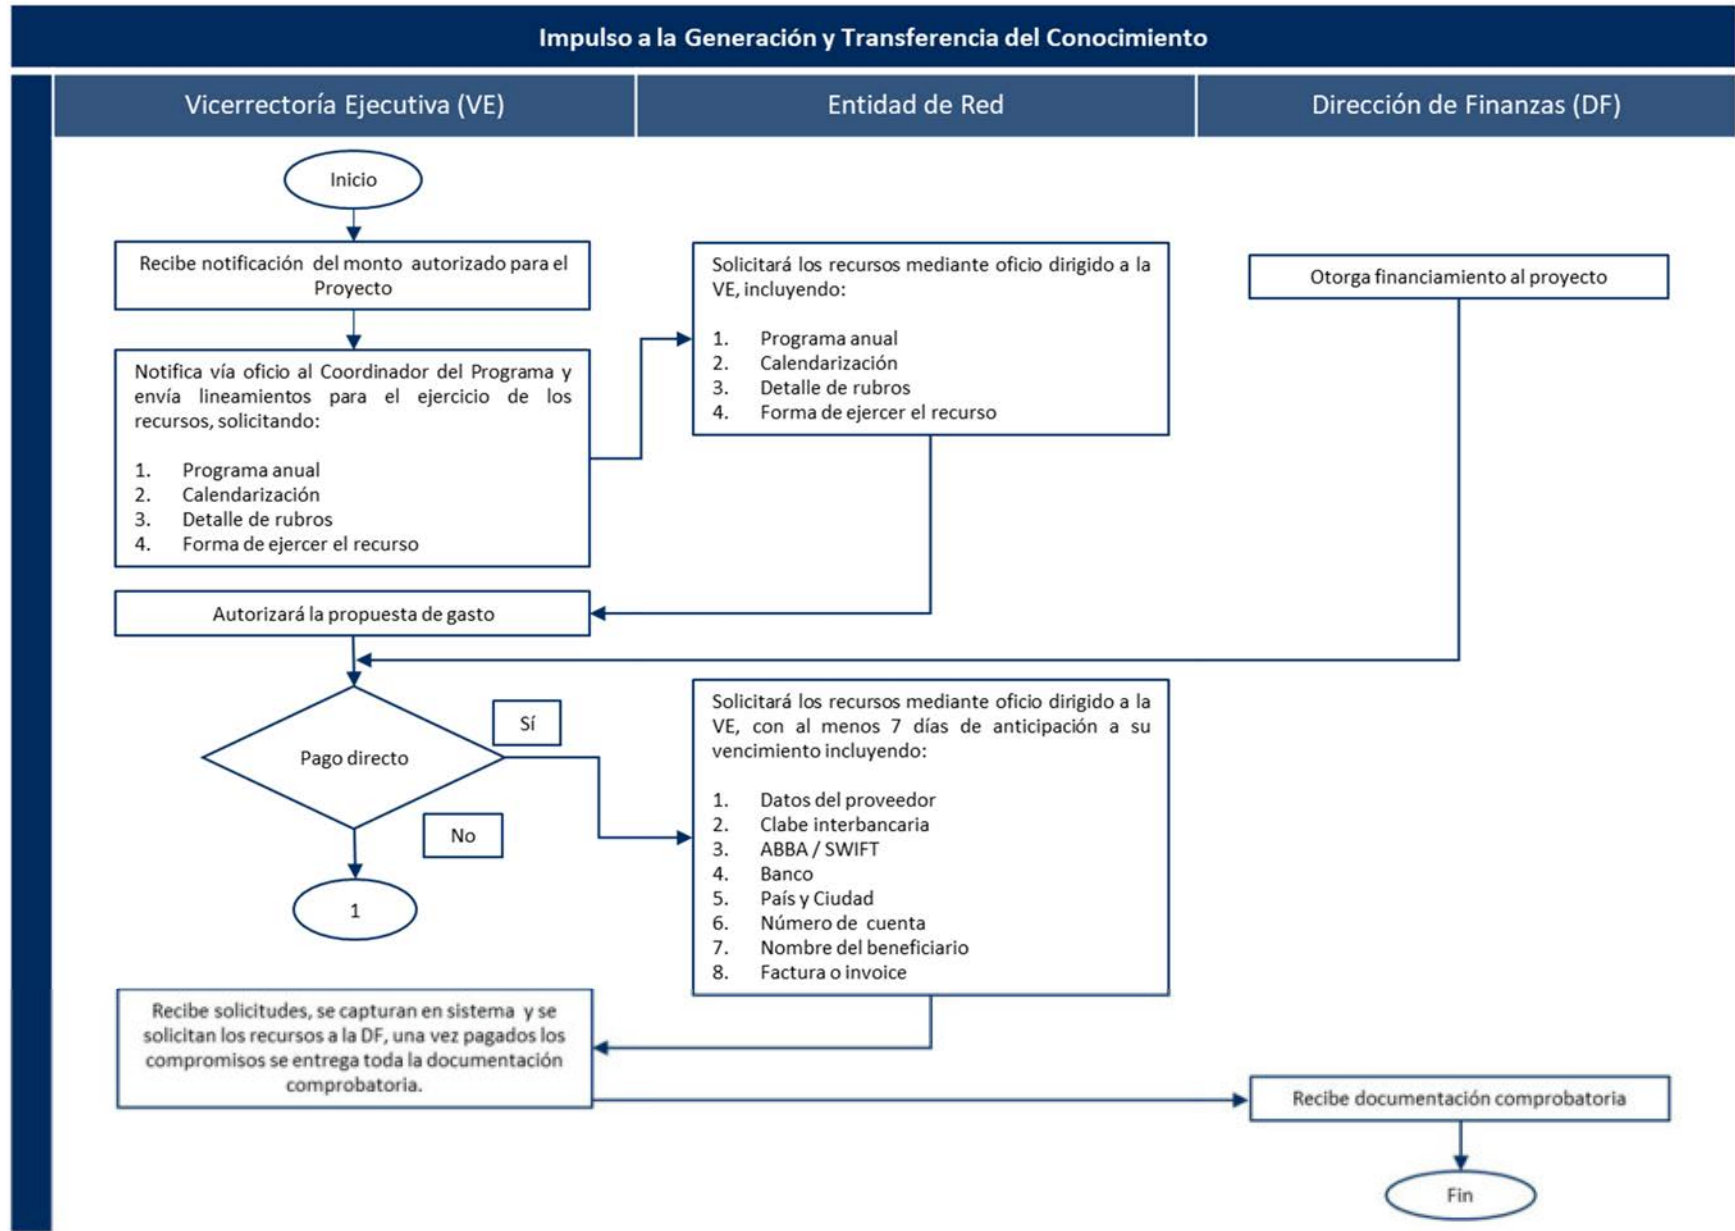 Impulso a la Generación y Transferencia del Conocimiento
Vicerrectoría Ejecutiva (VE)
Entidad de Red
Dirección de Finanzas (DF)
Inicio
Recibe notificación del monto autorizado para el
Proyecto
Notifica vía oficio al Coordinador del Programa y
envía lineamientos para el ejercicio de los
recursos, solicitando:
1. Programa anual
2. Calendarización
3. Detalle de rubros
4. Forma de ejercer el recurso
Solicitará los recursos mediante oficio dirigido a la
VE, incluyendo:
1. Programa anual
2. Calendarización
3. Detalle de rubros
4. Forma de ejercer el recurso
Otorga financiamiento al proyecto
Autorizará la propuesta de gasto
Pago directo
Sí
No
1
Solicitará los recursos mediante oficio dirigido a la
VE, con al menos 7 días de anticipación a su
vencimiento incluyendo:
1. Datos del proveedor
2. Clabe interbancaria
3. ABBA / SWIFT
4. Banco
5. País y Ciudad
6. Número de cuenta
7. Nombre del beneficiario
8. Factura o invoice
Recibe solicitudes, se capturan en sistema y se
solicitan los recursos a la DF, una vez pagados los
compromisos se entrega toda la documentación
comprobatoria.
Recibe documentación comprobatoria
Fin